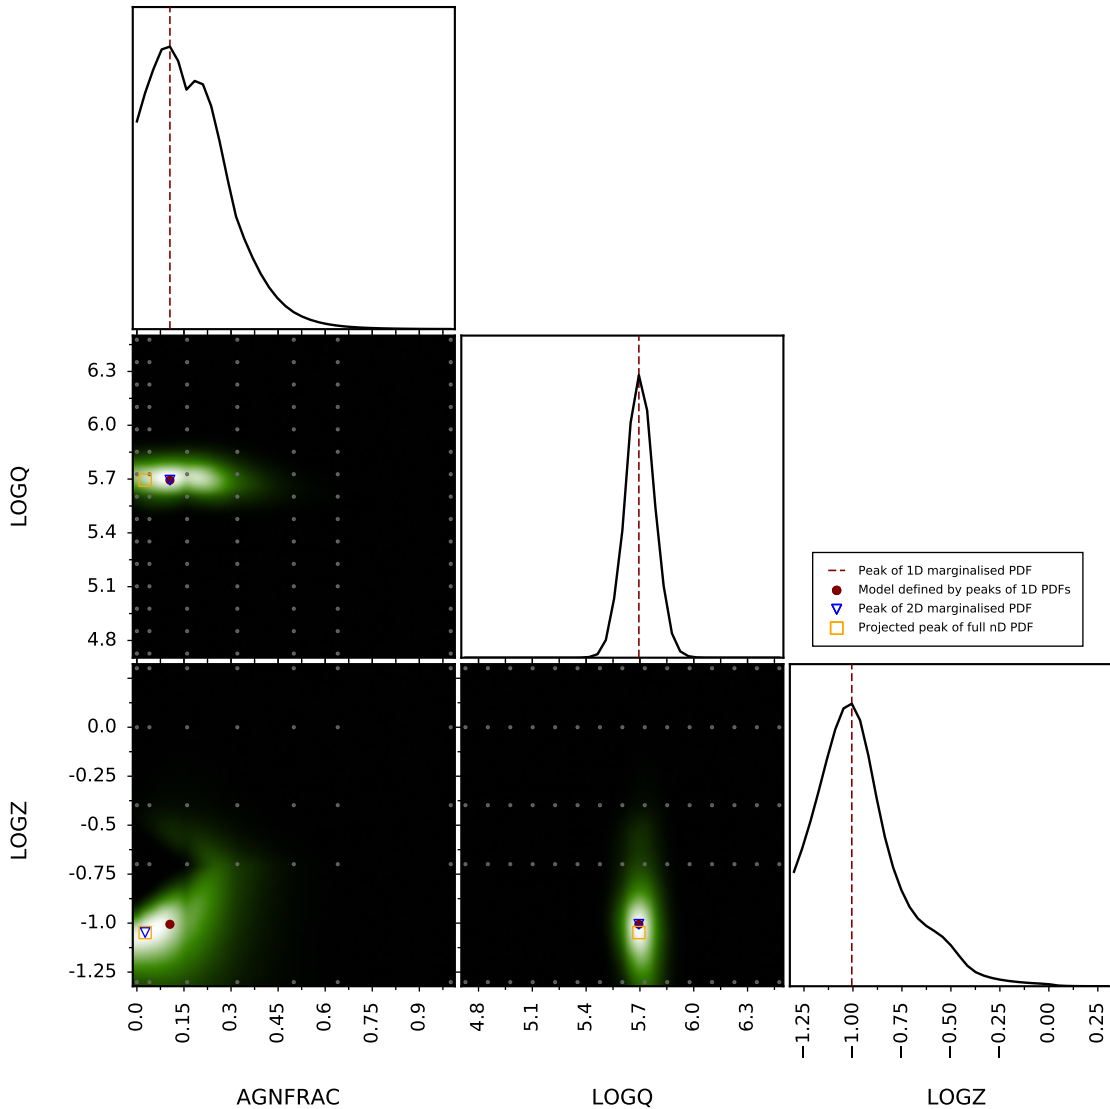 LOGQ
6.3
6.0
5.7
5.4
5.1
4.8
Peak of 1D marginalised PDF
Model defined by peaks of 1D PDFs
Peak of 2D marginalised PDF
Projected peak of full nD PDF
LOGZ
0.0
-0.25
-0.5
-0.75
-1.0
-1.25
0.0 0.15 0.3 0.45 0.6 0.75 0.9
4.8 5.1 5.4 5.7 6.0 6.3
−1.25 −1.00 −0.75 −0.50 −0.25 0.00 0.25
AGNFRAC LOGQ LOGZ